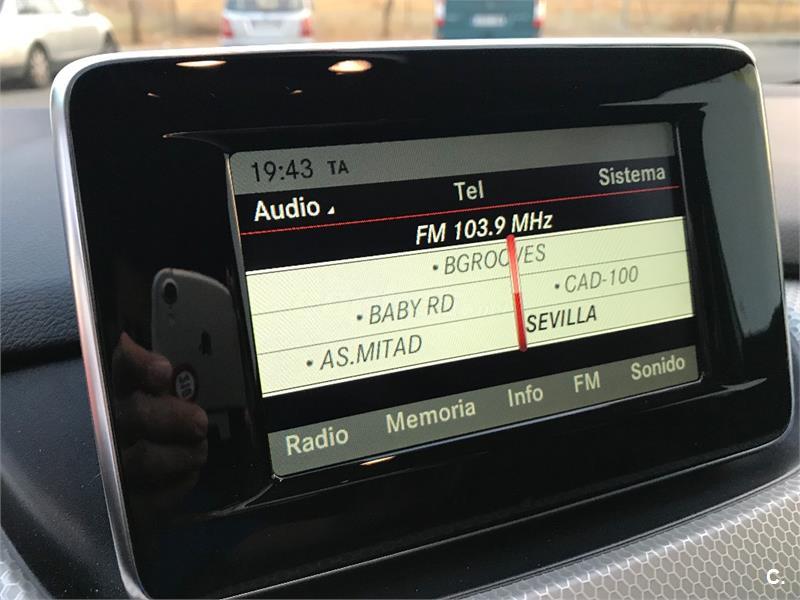 19:43 TA
Audio Tel Sistema
FM 103.9 MHz
• BGROOVES
• CAD-100
• BABY RD
SEVILLA
• AS.MITAD
Radio Memoria Info FM Sonido
C.